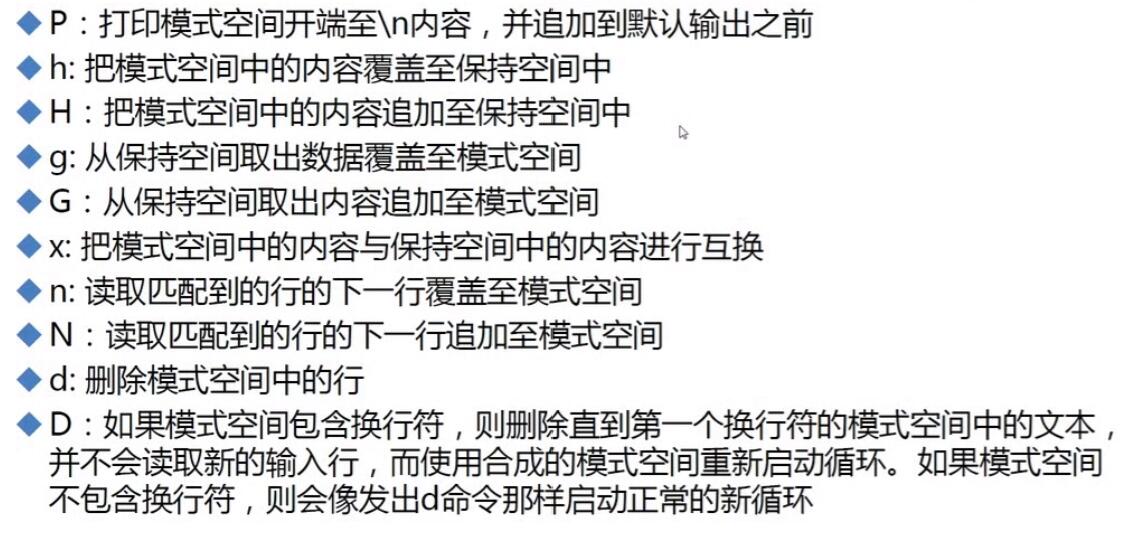 ◆P：打印模式空间开端至\n内容，并追加到默认输出之前
◆h: 把模式空间中的内容覆盖至保持空间中
◆H：把模式空间中的内容追加至保持空间中
◆g: 从保持空间取出数据覆盖至模式空间
◆G：从保持空间取出内容追加至模式空间
◆x: 把模式空间中的内容与保持空间中的内容进行互换
◆n: 读取匹配到的行的下一行覆盖至模式空间
◆N：读取匹配到的行的下一行追加至模式空间
◆d: 删除模式空间中的行
◆D：如果模式空间包含换行符，则删除直到第一个换行符的模式空间中的文本，
并不会读取新的输入行，而使用合成的模式空间重新启动循环。如果模式空间
不包含换行符，则会像发出d命令那样启动正常的新循环